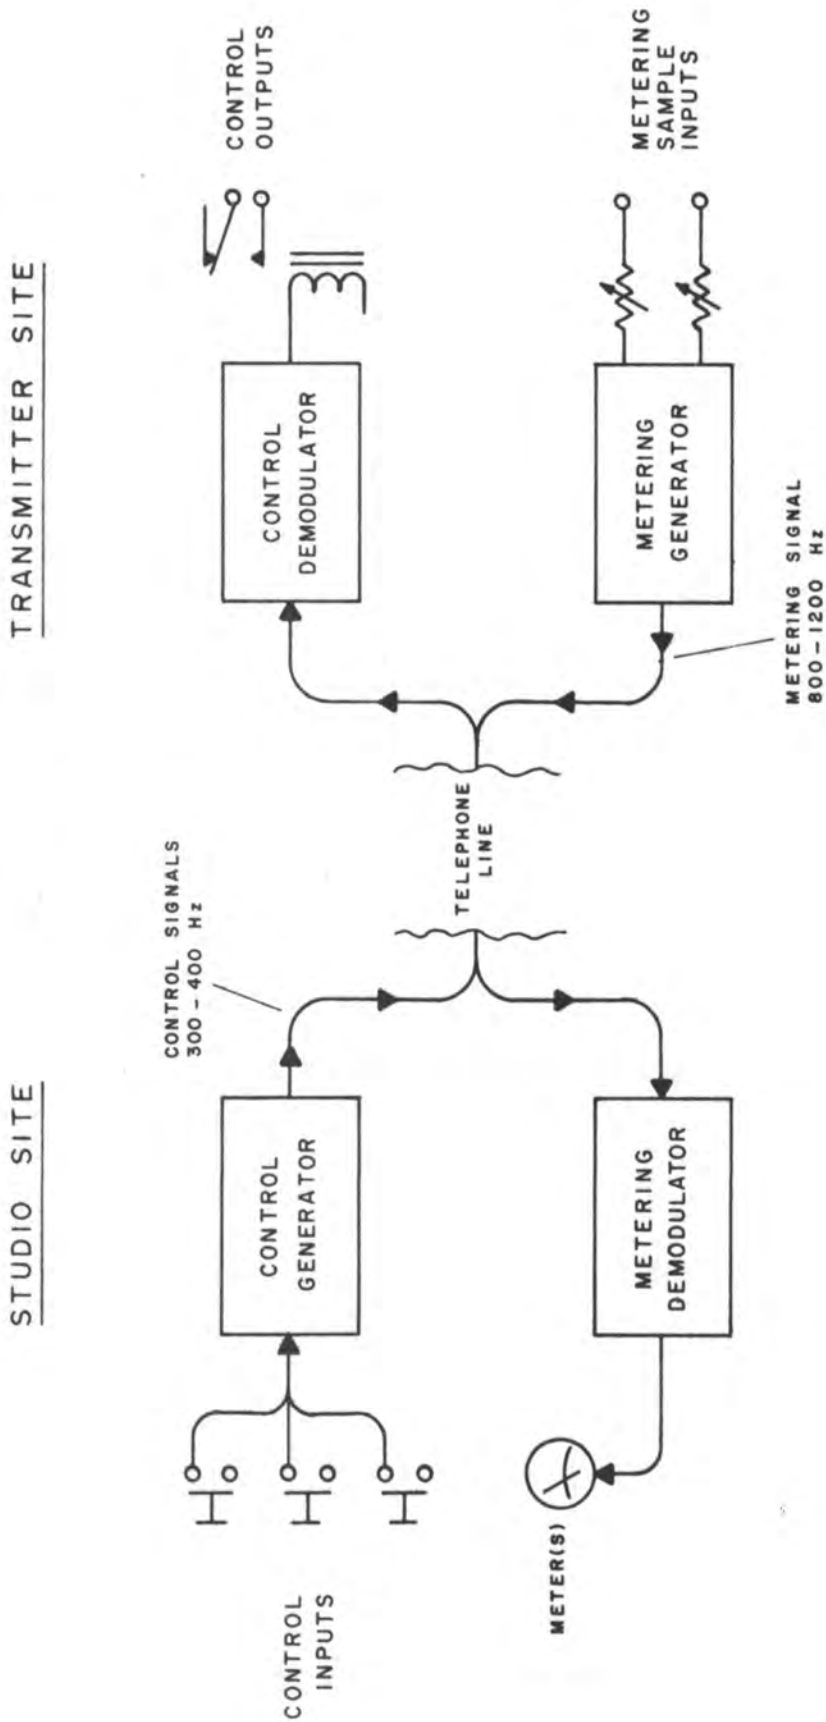 STUDIO SITE
TRANSMITTER SITE
CONTROL
INPUTS
CONTROL
GENERATOR
CONTROL SIGNALS
300-400 Hz
CONTROL
DEMODULATOR
CONTROL
OUTPUTS
TELEPHONE
LINE
METER(S)
METERING
DEMODULATOR
METERING
GENERATOR
METERING
SAMPLE
INPUTS
METERING SIGNAL
800-1200 Hz